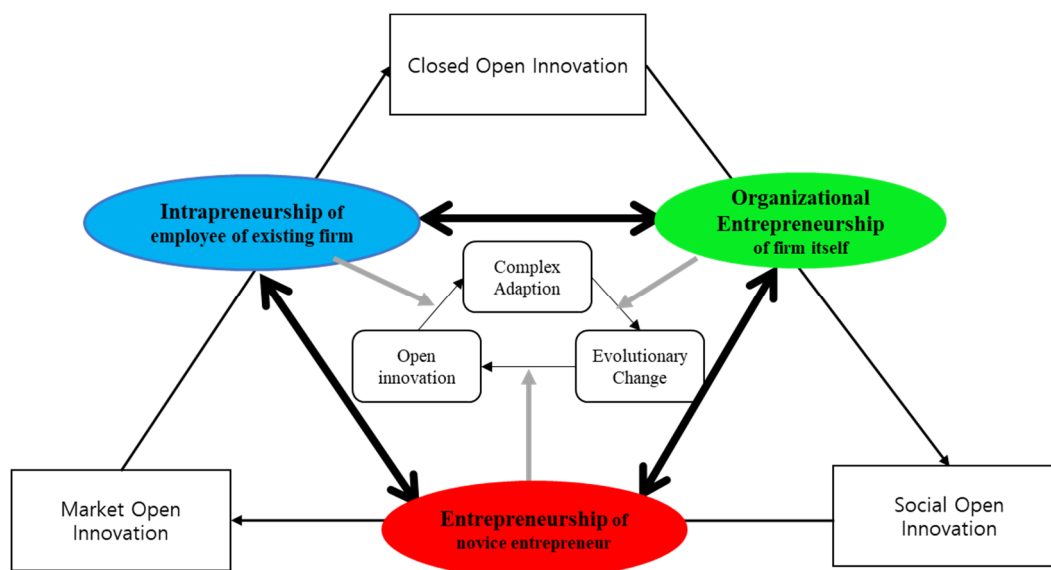 Closed Open Innovation
Intrapreneurship of
employee of existing firm
Organizational
Entrepreneurship
of firm itself
Complex
Adaption
Open
innovation
Evolutionary
Change
Market Open
Innovation
Entrepreneurship of
novice entrepreneur
Social Open
Innovation